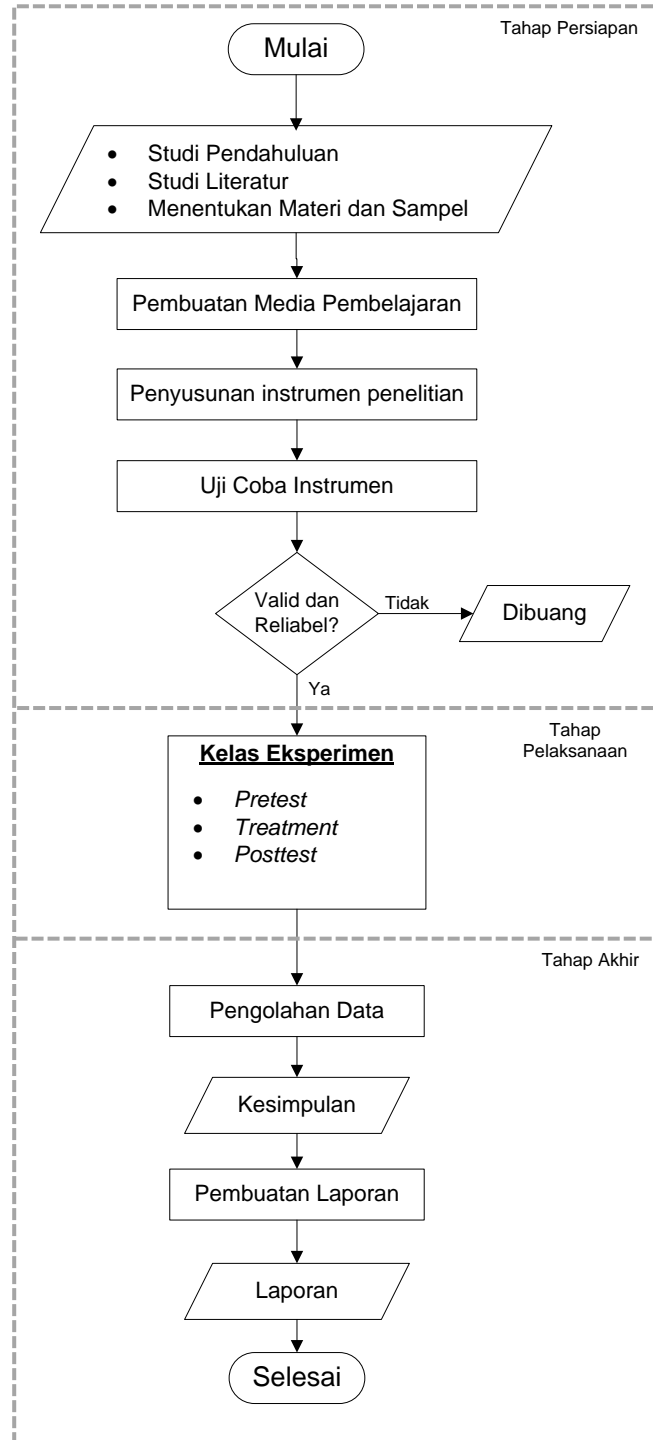 Tahap Persiapan
Mulai
• Studi Pendahuluan
• Studi Literatur
• Menentukan Materi dan Sampel
Pembuatan Media Pembelajaran
Penyusunan instrumen penelitian
Uji Coba Instrumen
Valid dan
Reliabel?
Tidak
Dibuang
Ya
Tahap
Pelaksanaan
Kelas Eksperimen
• Pretest
• Treatment
• Posttest
Tahap Akhir
Pengolahan Data
Kesimpulan
Pembuatan Laporan
Laporan
Selesai